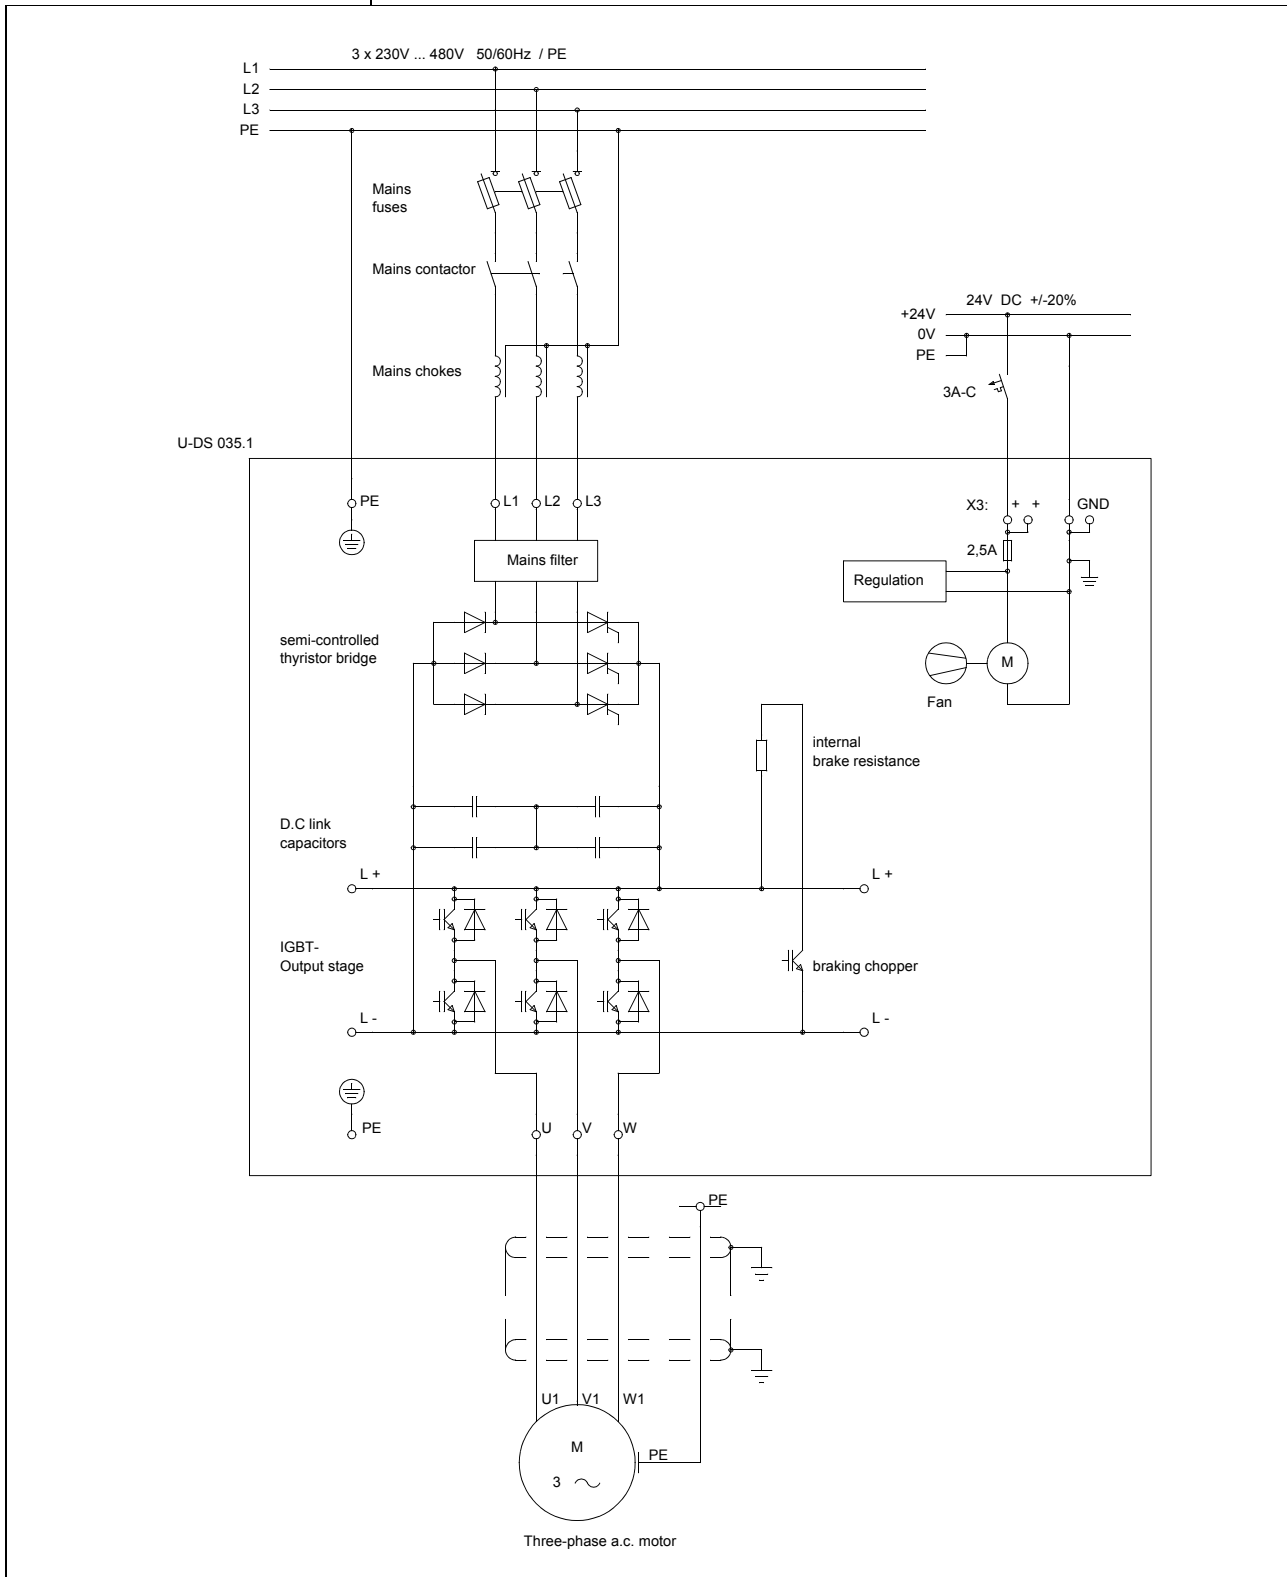 3 x 230V ... 480V 50/60Hz / PE
L1
L2
L3
PE
Mains
fuses
Mains contactor
Mains chokes
24V DC +/-20%
+24V
0V
PE
3A-C
U-DS 035.1
PE
L1 L2 L3
X3: + + GND
2,5A
Mains filter
Regulation
semi-controlled
thyristor bridge
M
Fan
internal
brake resistance
D.C link
capacitors
L + L +
IGBT-
Output stage
braking chopper
L - L -
PE
U V W
PE
U1 V1 W1
M
3
PE
Three-phase a.c. motor